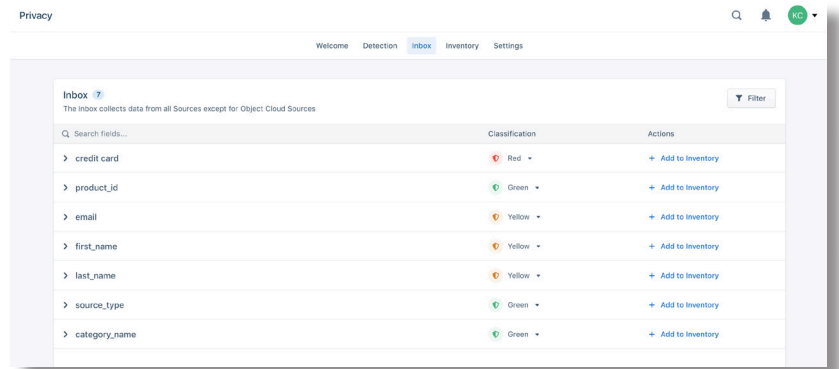 Privacy
KC
Welcome Detection Inbox Inventory Settings
Inbox 7
Filter
The Inbox collects data from all Sources except for Object Cloud Sources
Search fields... Classification Actions
credit card Red + Add to Inventory
product_id Green + Add to Inventory
email Yellow + Add to Inventory
first_name Yellow + Add to Inventory
last_name Yellow + Add to Inventory
source_type Green + Add to Inventory
category_name Green + Add to Inventory